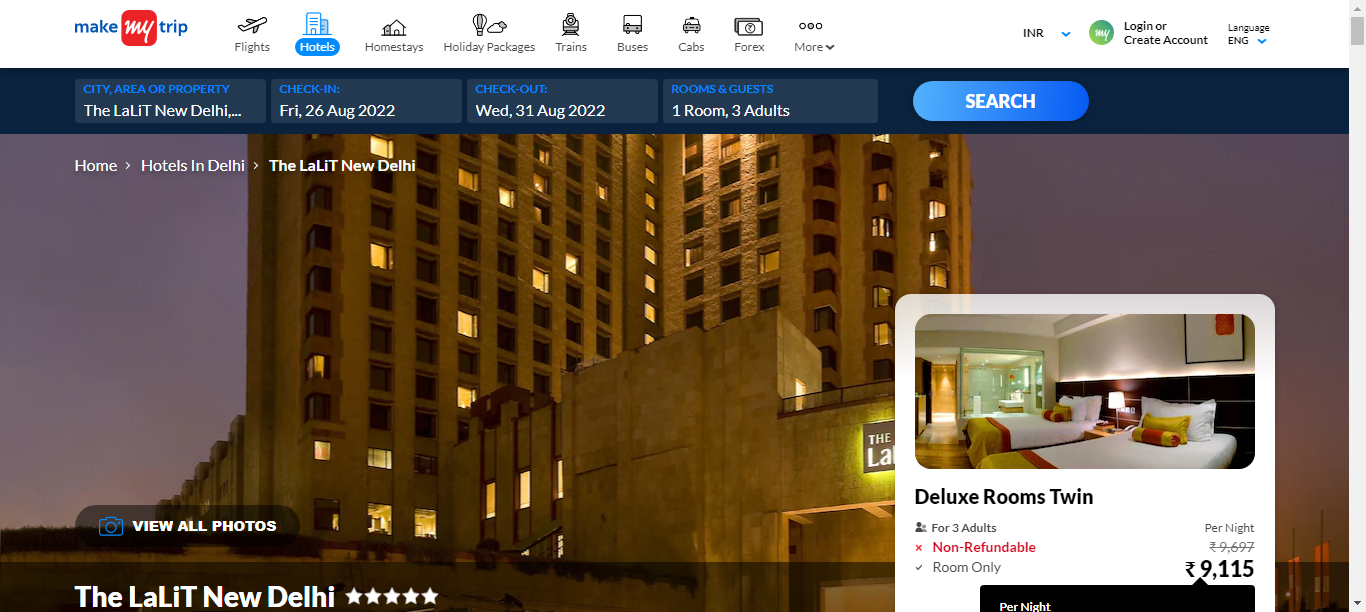 make my trip
Flights
Hotels
Homestays
Holiday Packages
Trains
Buses
Cabs
Forex
More
INR
my
Login or
Create Account
Language
ENG
CITY, AREA OR PROPERTY
The LaLiT New Delhi,...
CHECK-IN:
Fri, 26 Aug 2022
CHECK-OUT:
Wed, 31 Aug 2022
ROOMS & GUESTS
1 Room, 3 Adults
SEARCH
Home › Hotels In Delhi › The LaLiT New Delhi
THE
LaL
VIEW ALL PHOTOS
The LaLiT New Delhi
Deluxe Rooms Twin
For 3 Adults
Per Night
Non-Refundable
₹ 9,697
Room Only
₹ 9,115
Per Night